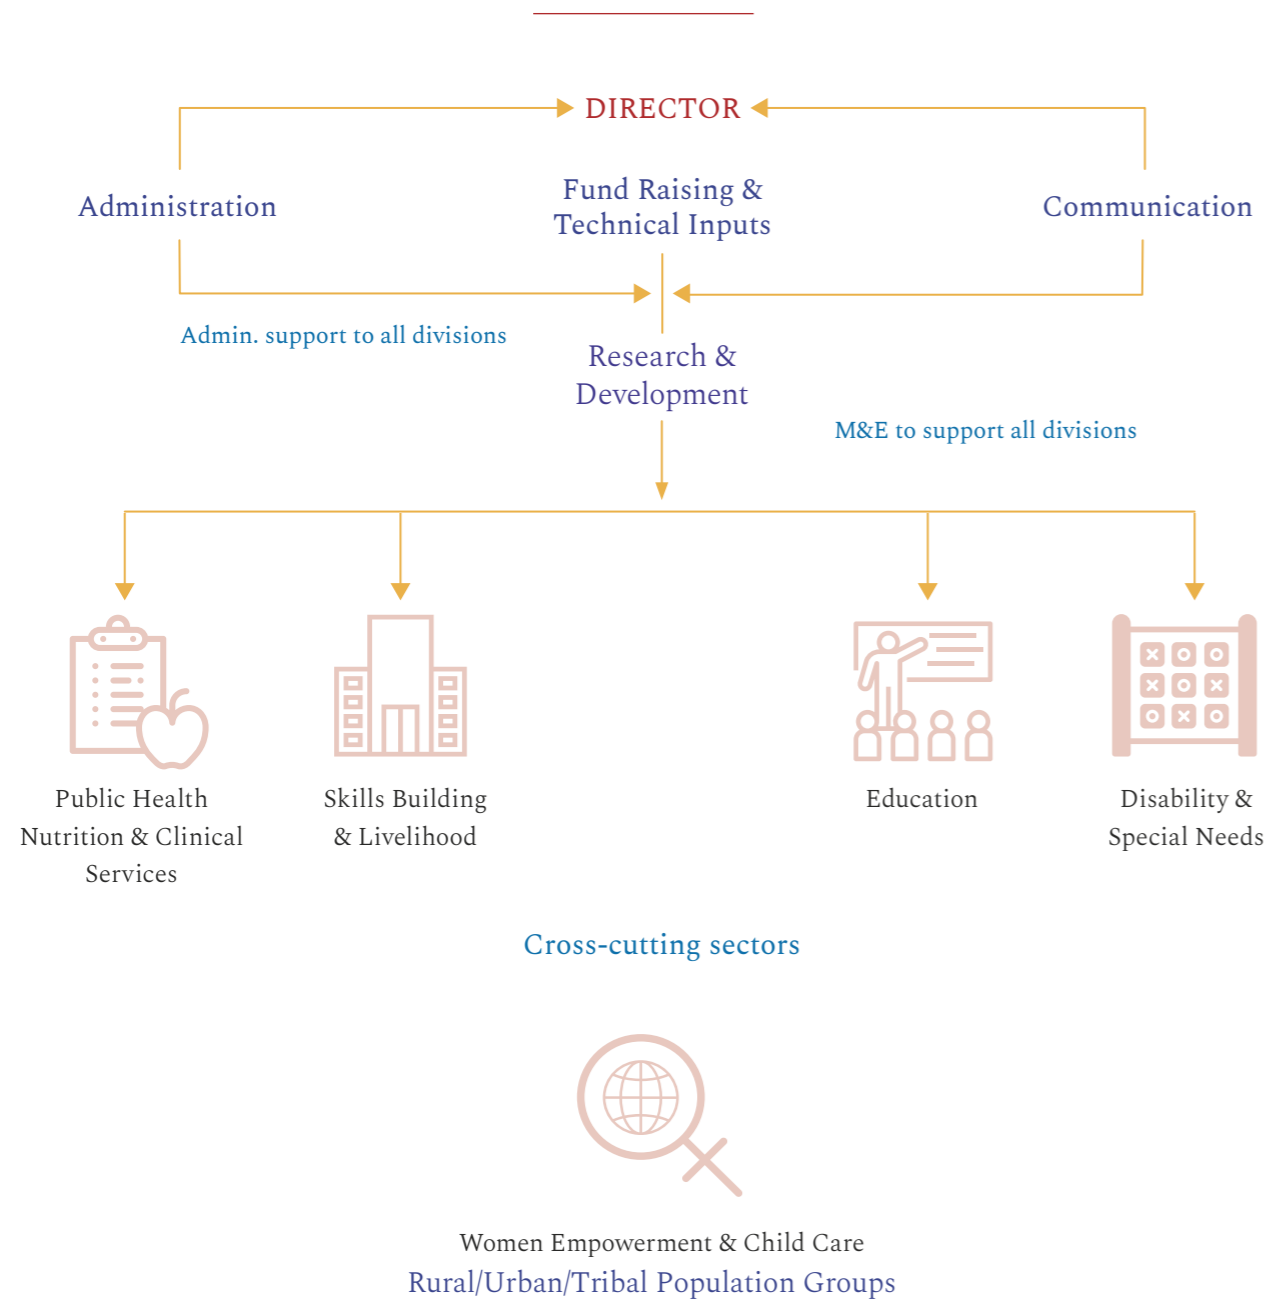 DIRECTOR
Administration
Fund Raising &
Technical Inputs
Communication
Admin. support to all divisions
Research &
Development
M&E to support all divisions
Public Health
Nutrition & Clinical
Services
Skills Building
& Livelihood
Education
Disability &
Special Needs
Cross-cutting sectors
Women Empowerment & Child Care
Rural/Urban/Tribal Population Groups